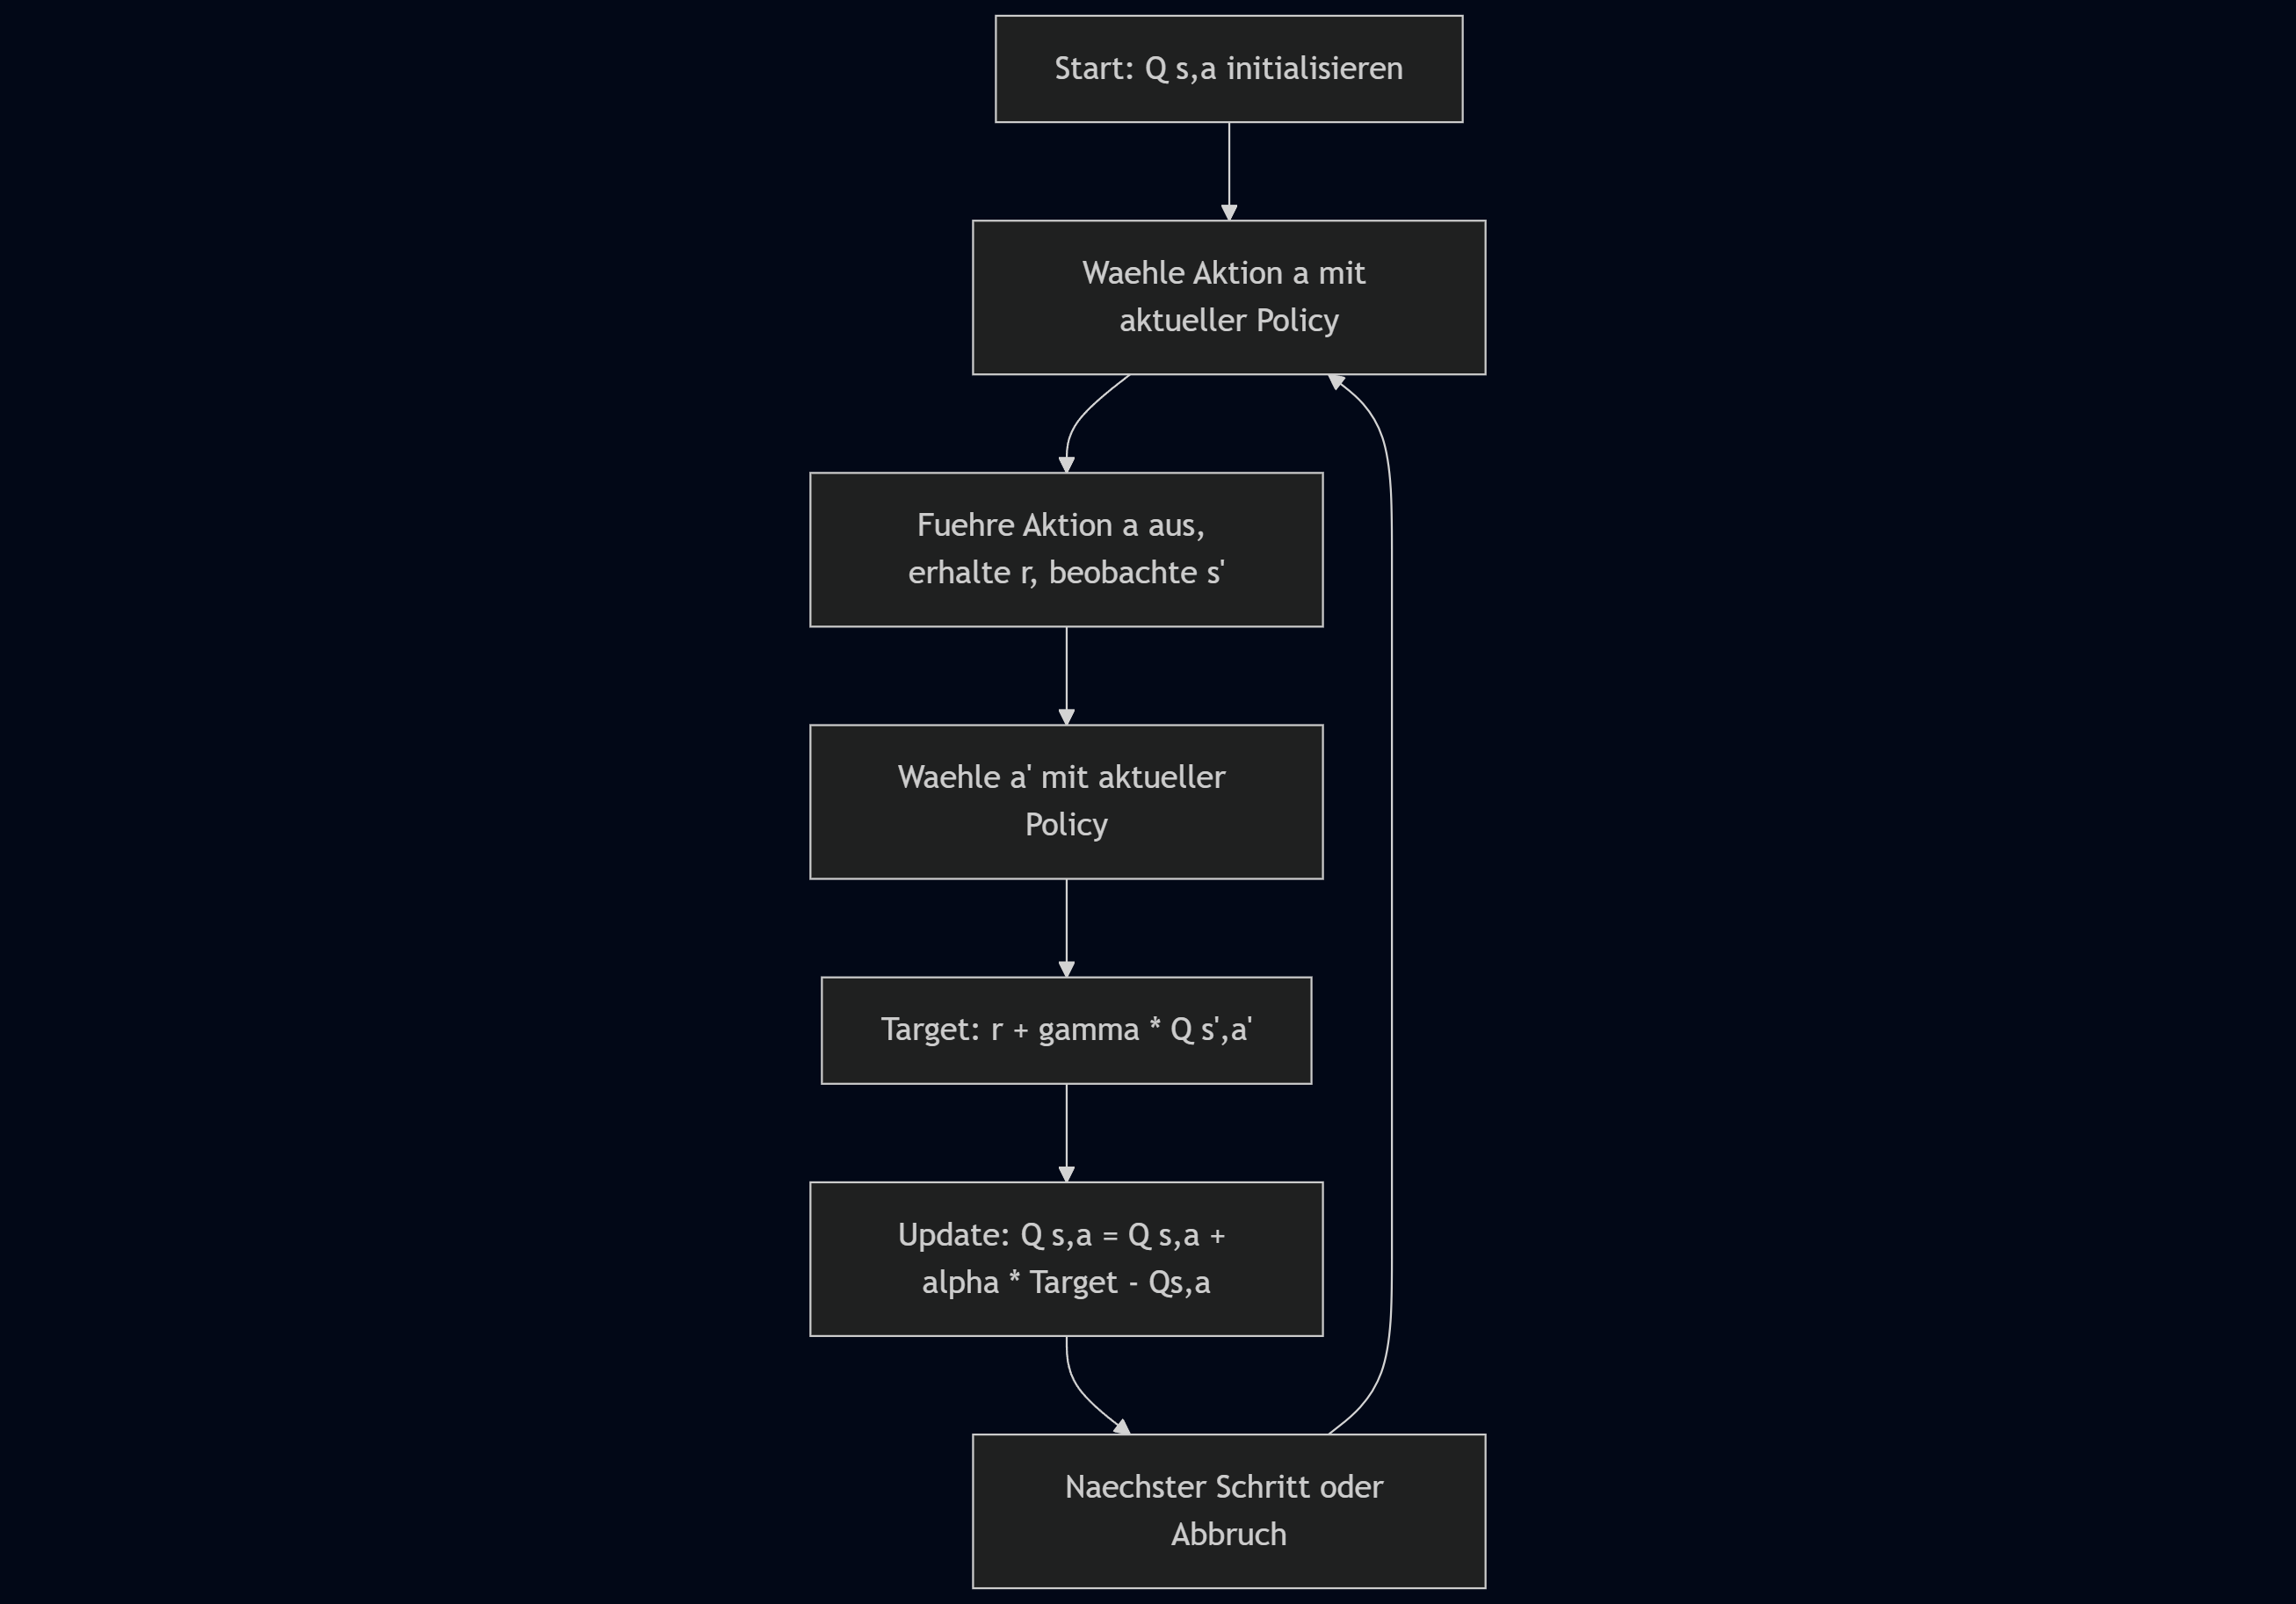 Start: Q s,a initialisieren
Waehle Aktion a mit
aktueller Policy
Fuehre Aktion a aus,
erhalte r, beobachte s'
Waehle a' mit aktueller
Policy
Target: r + gamma * Q s',a'
Update: Q s,a = Q s,a +
alpha * Target - Qs,a
Naechster Schritt oder
Abbruch